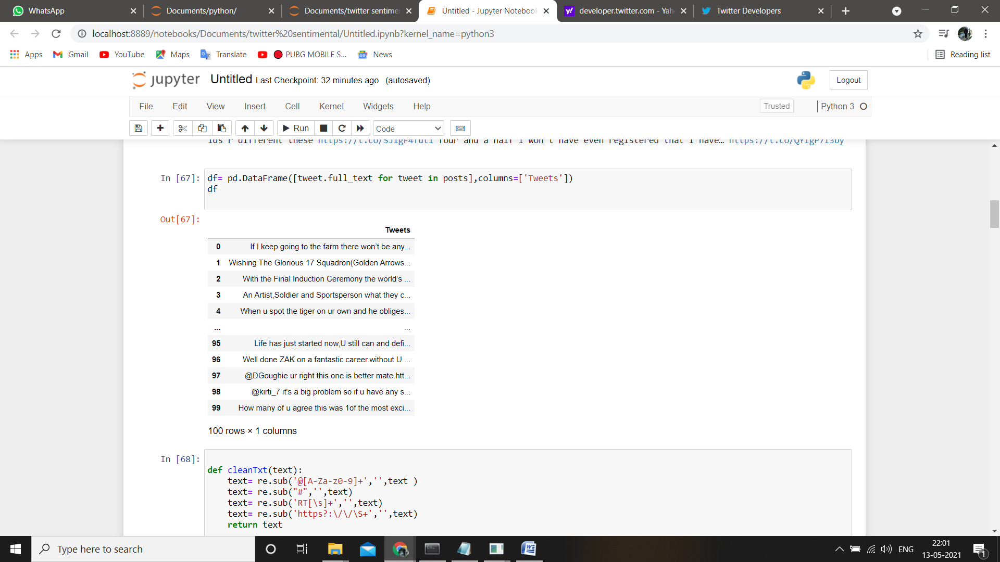 WhatsApp
Documents/python/
Documents/twitter sentime
Untitled - Jupyter Noteboo
developer.twitter.com - Yah
Twitter Developers
localhost:8889/notebooks/Documents/twitter%20sentimental/Untitled.ipynb?kernel_name=python3
Apps
Gmail
YouTube
Maps
Translate
PUBG MOBILE S...
News
Reading list
jupyter
Untitled
Last Checkpoint: 32 minutes ago (autosaved)
Logout
File
Edit
View
Insert
Cell
Kernel
Widgets
Help
Trusted
Python 3
Run
Code
different these https://t.co/ four and a half I won't have even registered that I have… https://t.co/
In [67]:
df= pd.DataFrame([tweet.full_text for tweet in posts],columns=['Tweets'])
df
Out[67]:
Tweets
0 If I keep going to the farm there won’t be any...
1 Wishing The Glorious 17 Squadron(Golden Arrows...
2 With the Final Induction Ceremony the world’s ...
3 An Artist,Soldier and Sportsperson what they c...
4 When u spot the tiger on ur own and he obliges...
... ...
95 Life has just started now,U still can and defi...
96 Well done ZAK on a fantastic career.without U ...
97 @DGoughie ur right this one is better mate htt...
98 @kirti_7 it's a big problem so if u have any s...
99 How many of u agree this was 1of the most exci...
100 rows × 1 columns
In [68]:
def cleanTxt(text):
    text= re.sub('@[A-Za-z0-9]+','',text )
    text= re.sub("#",'',text)
    text= re.sub('RT[\s]+','',text)
    text= re.sub('https?:\/\/\S+','',text)
    return text
Type here to search
ENG
22:01
13-05-2021
1